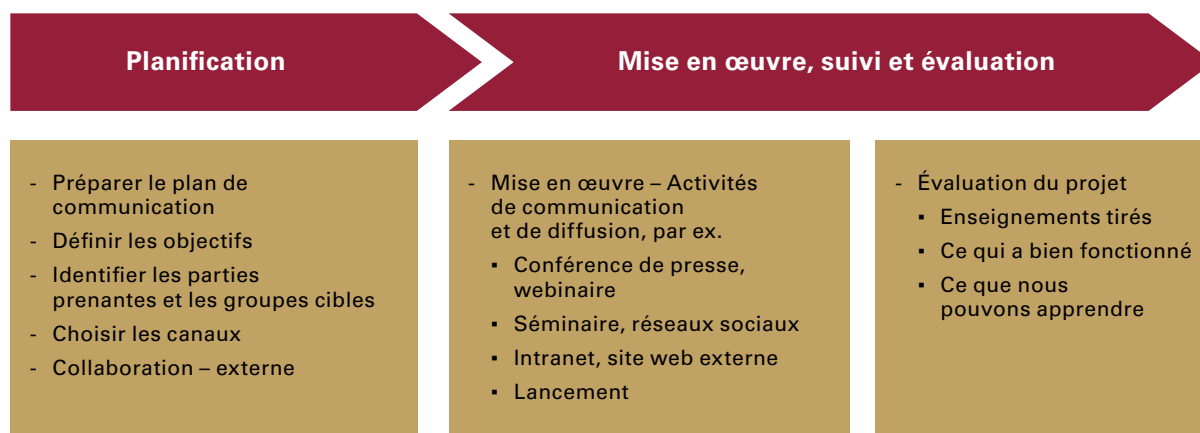 Planification
Mise en œuvre, suivi et évaluation
- Préparer le plan de
communication
- Définir les objectifs
- Identifier les parties
prenantes et les groupes cibles
- Choisir les canaux
- Collaboration – externe
- Mise en œuvre – Activités
de communication
et de diffusion, par ex.
▪ Conférence de presse,
webinaire
▪ Séminaire, réseaux sociaux
▪ Intranet, site web externe
▪ Lancement
- Évaluation du projet
▪ Enseignements tirés
▪ Ce qui a bien fonctionné
▪ Ce que nous
pouvons apprendre